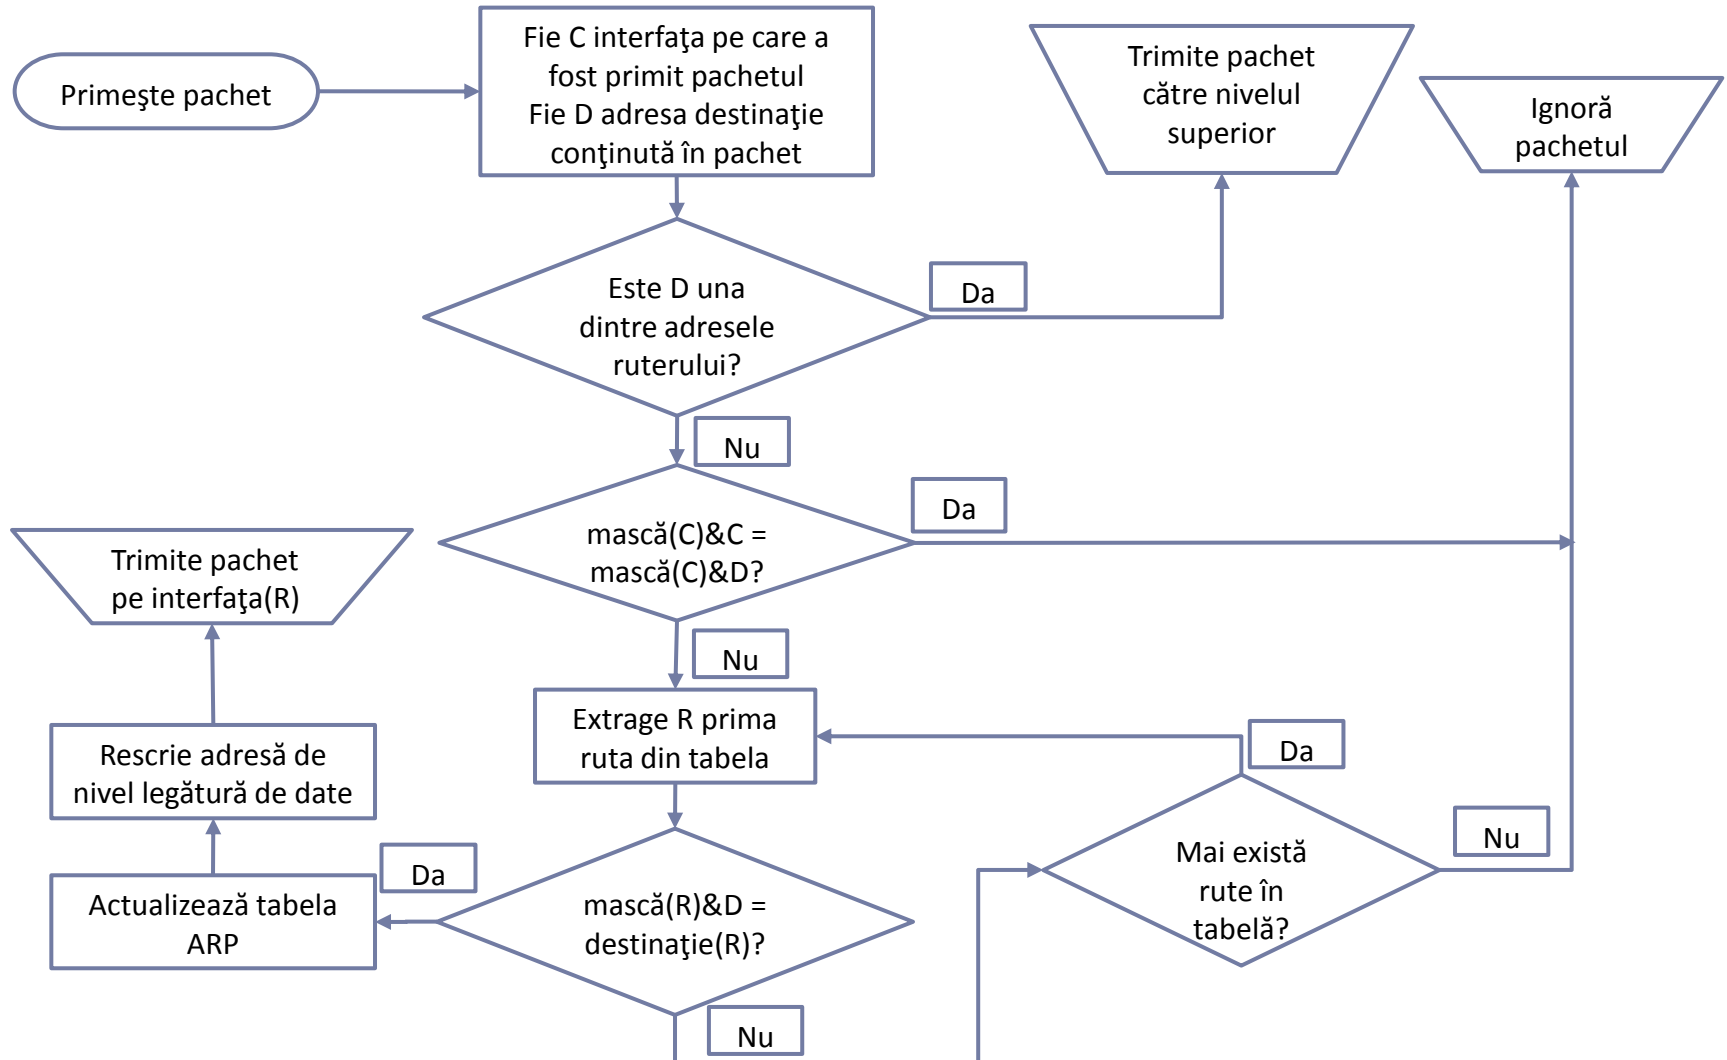 Primeşte pachet
Fie C interfaţa pe care a
fost primit pachetul
Fie D adresa destinaţie
conţinută în pachet
Trimite pachet
către nivelul
superior
Ignoră
pachetul
Este D una
dintre adresele
ruterului?
Da
Nu
mască(C)&C =
mască(C)&D?
Da
Nu
Trimite pachet
pe interfaţa(R)
Rescrie adresă de
nivel legătură de date
Actualizează tabela
ARP
Extrage R prima
ruta din tabela
Da
mască(R)&D =
destinaţie(R)?
Nu
Mai există
rute în
tabelă?
Da
Nu